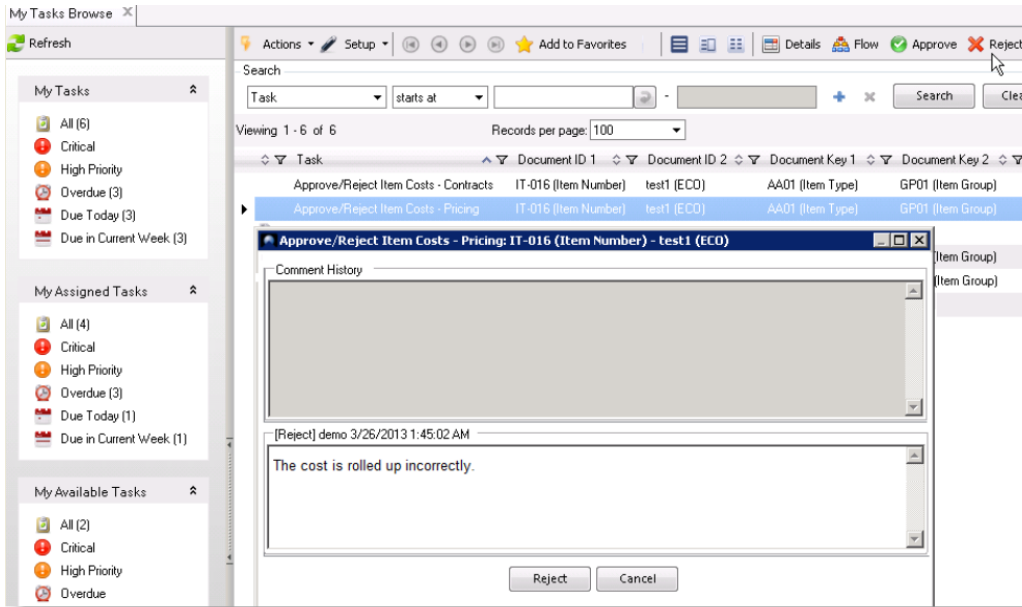 My Tasks Browse
Refresh
Actions Setup Add to Favorites Details Flow Approve Reject
Search
Task starts at - Search
Viewing 1 - 6 of 6 Records per page: 100
Task Document ID 1 Document ID 2 Document Key 1 Document Key 2
Approve/Reject Item Costs - Contracts IT-016 (Item Number) test1 (ECO) AA01 (Item Type) GP01 (Item Group)
Approve/Reject Item Costs - Pricing IT-016 (Item Number) test1 (ECO) AA01 (Item Type) GP01 (Item Group)
(Item Group)
(Item Group)
My Tasks
All (6)
Critical
High Priority
Overdue (3)
Due Today (3)
Due in Current Week (3)
My Assigned Tasks
All (4)
Critical
High Priority
Overdue (3)
Due Today (1)
Due in Current Week (1)
My Available Tasks
All (2)
Critical
High Priority
Overdue
Approve/Reject Item Costs - Pricing: IT-016 (Item Number) - test1 (ECO)
Comment History
[Reject] demo 3/26/2013 1:45:02 AM
The cost is rolled up incorrectly.
Reject Cancel